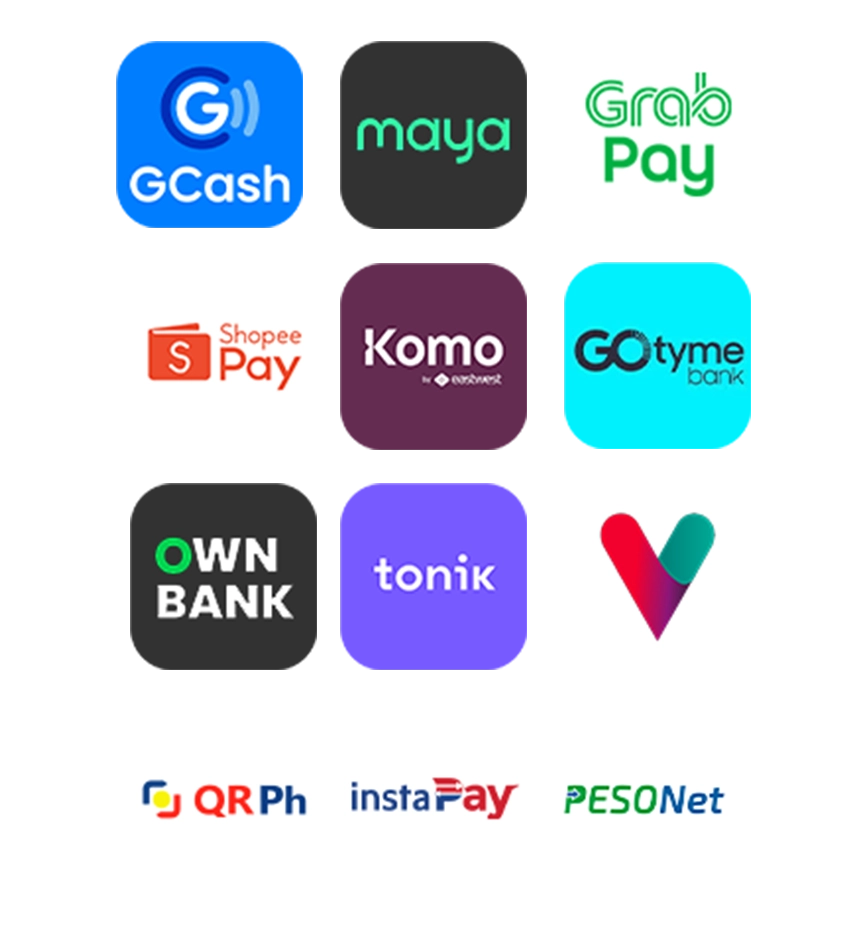 G
GCash
maya
Grab
Pay
S
Shopee
Pay
Komo
by eastwest
GOtyme
bank
OWN
BANK
tonik
V
QR Ph
instaPay
PESONet